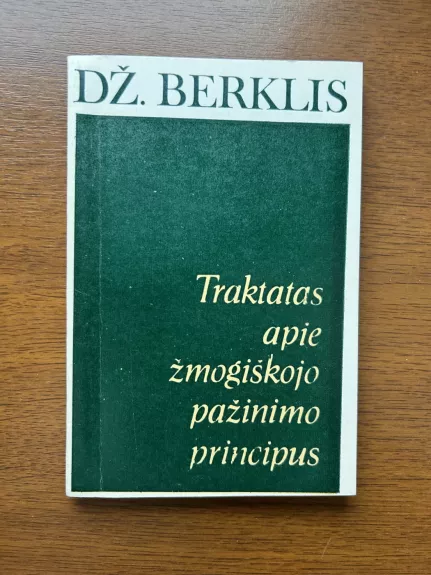 DŽ. BERKLIS
Traktatas
apie
žmogiškojo
pažinimo
principus